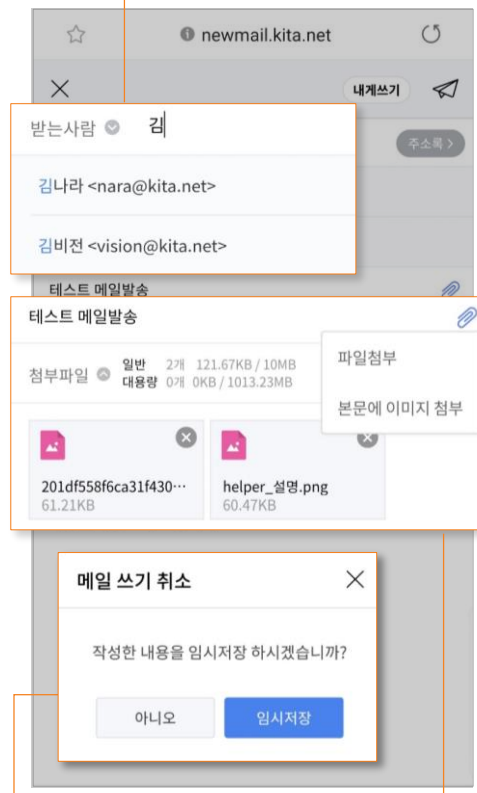 newmail.kita.net
내게쓰기
받는사람 김
주소록 >
김나라 <nara@kita.net>
김비전 <vision@kita.net>
테스트 메일발송
테스트 메일발송
파일첨부
본문에 이미지 첨부
첨부파일 일반 2개 121.67KB / 10MB
대용량 0개 0KB / 1013.23MB
201df558f6ca31f430···
61.21KB
helper_설명.png
60.47KB
메일 쓰기 취소
작성한 내용을 임시저장 하시겠습니까?
아니오 임시저장